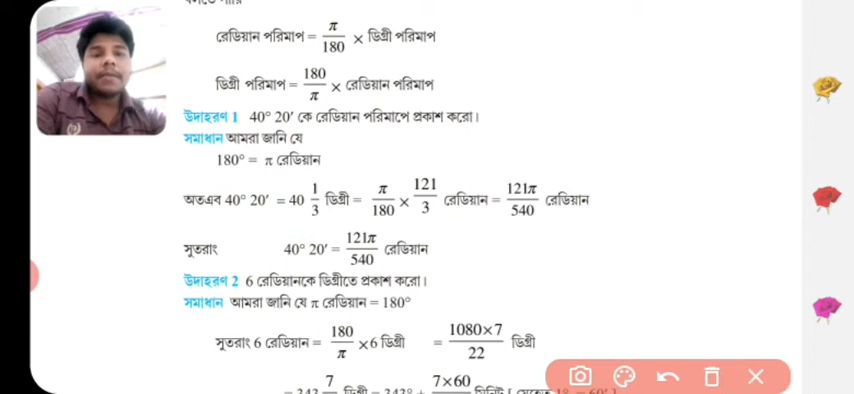 রেডিয়ান পরিমাপ = π/180 × ডিগ্রী পরিমাপ
ডিগ্রী পরিমাপ = 180/π × রেডিয়ান পরিমাপ
উদাহরণ 1 40° 20′ কে রেডিয়ান পরিমাপে প্রকাশ করো।
সমাধান আমরা জানি যে
180° = π রেডিয়ান
অতএব 40° 20′ = 40 1/3 ডিগ্রী = π/180 × 121/3 রেডিয়ান = 121π/540 রেডিয়ান
সুতরাং 40° 20′ = 121π/540 রেডিয়ান
উদাহরণ 2 6 রেডিয়ানকে ডিগ্রীতে প্রকাশ করো।
সমাধান আমরা জানি যে π রেডিয়ান = 180°
সুতরাং 6 রেডিয়ান = 180/π ×6 ডিগ্রী = 1080×7/22 ডিগ্রী